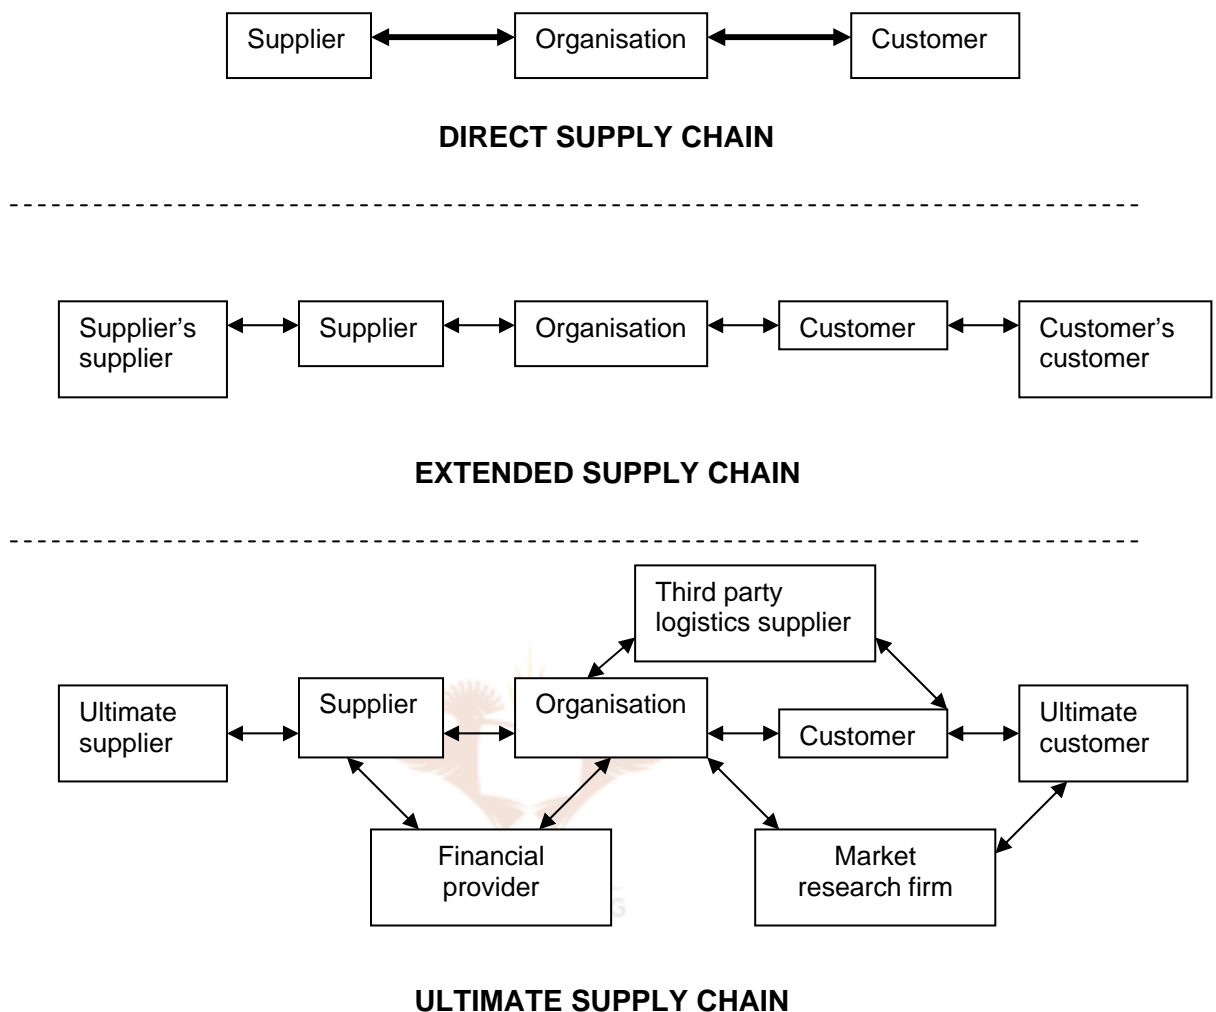 Supplier
Organisation
Customer
DIRECT SUPPLY CHAIN
Supplier’s
supplier
Supplier
Organisation
Customer
Customer’s
customer
EXTENDED SUPPLY CHAIN
Third party
logistics supplier
Ultimate
supplier
Supplier
Organisation
Customer
Ultimate
customer
Financial
provider
Market
research firm
ULTIMATE SUPPLY CHAIN